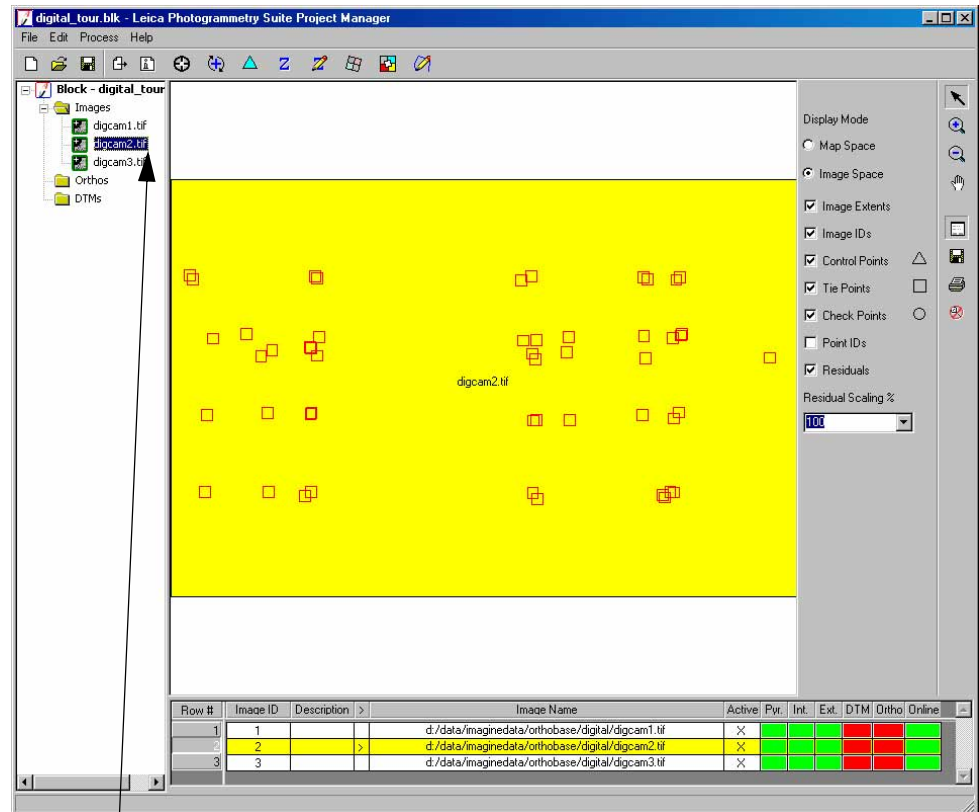 digital_tour.blk - Leica Photogrammetry Suite Project Manager
File Edit Process Help
Block - digital_tour
Images
digcam1.tif
digcam2.tif
digcam3.tif
Orthos
DTMs
digcam2.tif
Display Mode
Map Space
Image Space
Image Extents
Image IDs
Control Points
Tie Points
Check Points
Point IDs
Residuals
Residual Scaling %
100
Row # Image ID Description > Image Name Active Pyr. Int. Ext. DTM Ortho Online
1 1 d:/data/imaginedata/orthobase/digital/digcam1.tif X
2 2 > d:/data/imaginedata/orthobase/digital/digcam2.tif X
3 3 d:/data/imaginedata/orthobase/digital/digcam3.tif X